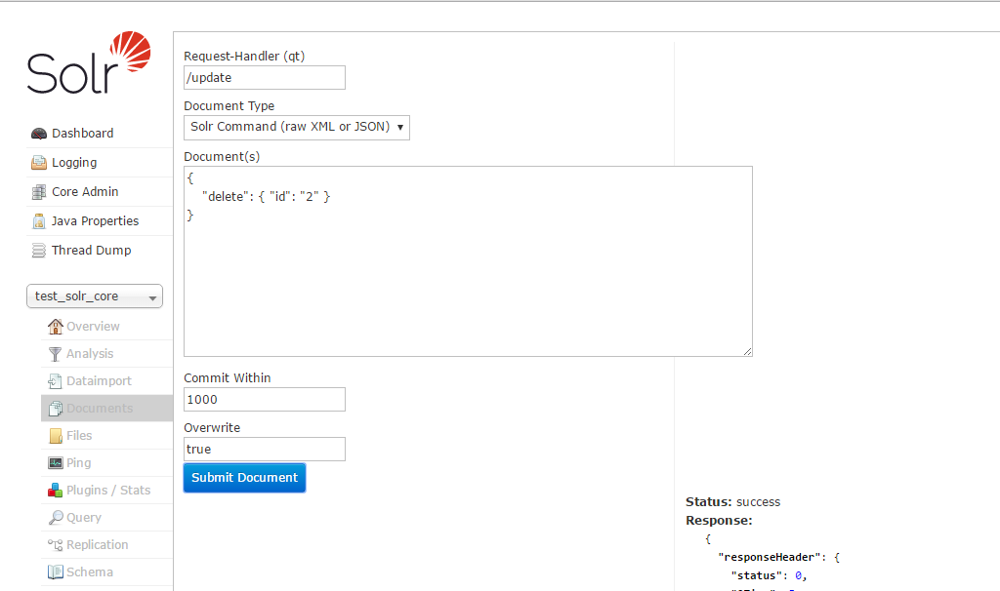 Solr
Dashboard
Logging
Core Admin
Java Properties
Thread Dump
test_solr_core
Overview
Analysis
Dataimport
Documents
Files
Ping
Plugins / Stats
Query
Replication
Schema
Request-Handler (qt)
/update
Document Type
Solr Command (raw XML or JSON)
Document(s)
{
"delete": { "id": "2" }
}
Commit Within
1000
Overwrite
true
Submit Document
Status: success
Response:
{
"responseHeader": {
"status": 0,